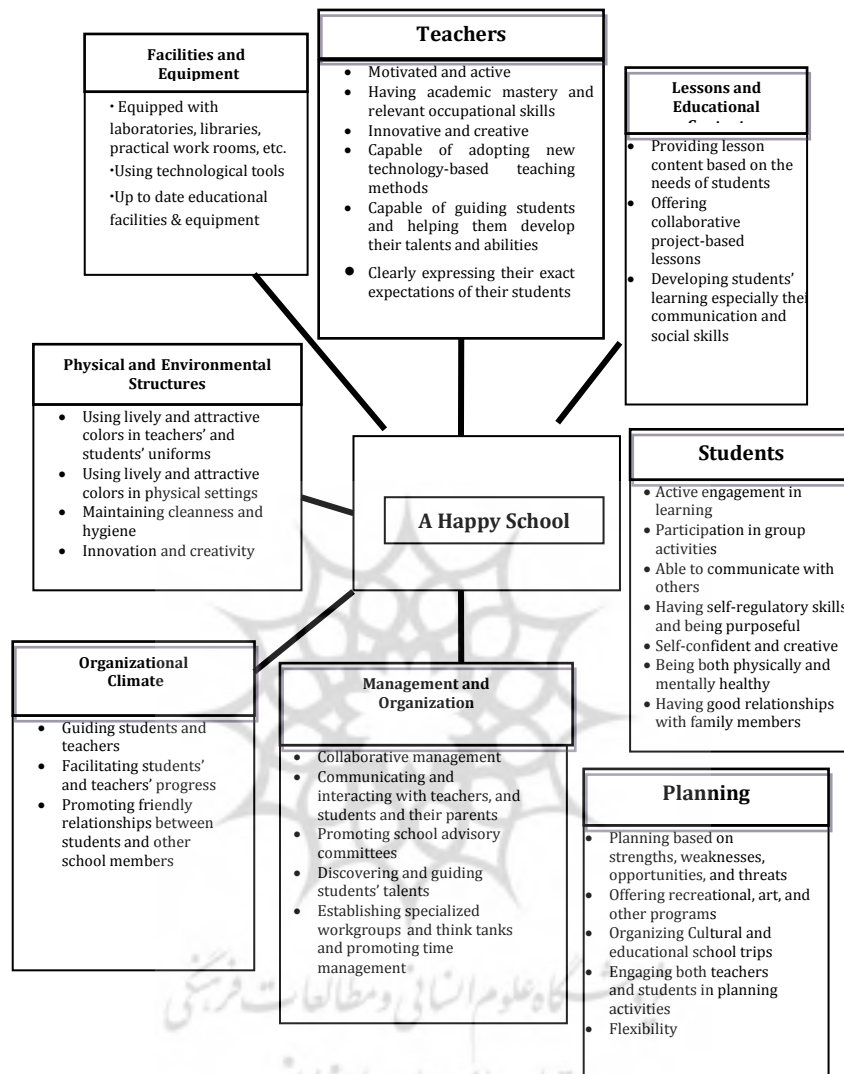 Facilities and
Equipment
· Equipped with
laboratories, libraries,
practical work rooms, etc.
·Using technological tools
·Up to date educational
facilities & equipment
Teachers
• Motivated and active
• Having academic mastery and
relevant occupational skills
• Innovative and creative
• Capable of adopting new
technology-based teaching
methods
• Capable of guiding students
and helping them develop
their talents and abilities
• Clearly expressing their exact
expectations of their students
Lessons and
Educational
• Providing lesson
content based on the
needs of students
• Offering
collaborative
project-based
lessons
• Developing students'
learning especially thei
communication and
social skills
Physical and Environmental
Structures
• Using lively and attractive
colors in teachers' and
students' uniforms
• Using lively and attractive
colors in physical settings
• Maintaining cleanness and
hygiene
• Innovation and creativity
A Happy School
Students
• Active engagement in
learning
• Participation in group
activities
• Able to communicate with
others
• Having self-regulatory skills
and being purposeful
• Self-confident and creative
• Being both physically and
mentally healthy
• Having good relationships
with family members
Organizational
Climate
• Guiding students and
teachers
• Facilitating students'
and teachers' progress
• Promoting friendly
relationships between
students and other
school members
Management and
Organization
• Collaborative management
• Communicating and
interacting with teachers, and
students and their parents
• Promoting school advisory
committees
• Discovering and guiding
students' talents
• Establishing specialized
workgroups and think tanks
and promoting time
management
Planning
• Planning based on
strengths, weaknesses,
opportunities, and threats
• Offering recreational, art, and
other programs
• Organizing Cultural and
educational school trips
• Engaging both teachers
and students in planning
activities
• Flexibility
علوم انسانی ومطالعات فرهنگی